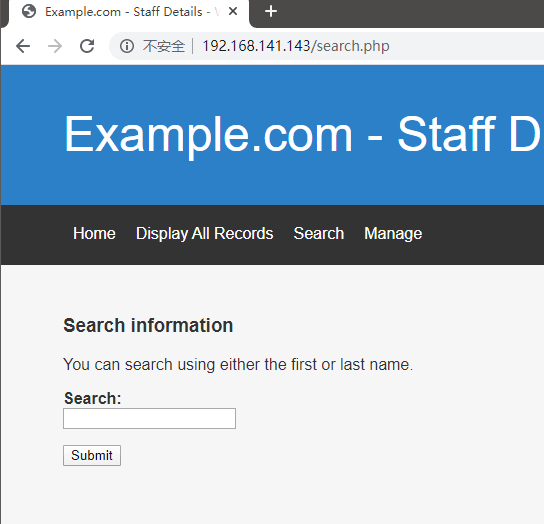 Example.com - Staff Details -
不安全 192.168.141.143/search.php
Example.com - Staff D
Home Display All Records Search Manage
Search information
You can search using either the first or last name.
Search:
Submit